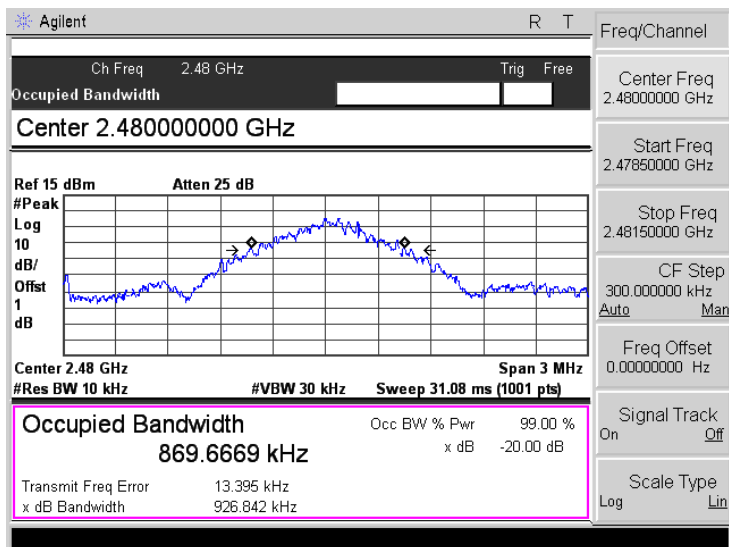 Agilent R T
Ch Freq 2.48 GHz Trig Free
Occupied Bandwidth
Center 2.480000000 GHz
Ref 15 dBm Atten 25 dB
#Peak
Log
10
dB/
Offst
1
dB
Center 2.48 GHz Span 3 MHz
#Res BW 10 kHz #VBW 30 kHz Sweep 31.08 ms (1001 pts)
Occupied Bandwidth Occ BW % Pwr 99.00 %
869.6669 kHz x dB -20.00 dB
Transmit Freq Error 13.395 kHz
x dB Bandwidth 926.842 kHz
Freq/Channel
Center Freq
2.48000000 GHz
Start Freq
2.47850000 GHz
Stop Freq
2.48150000 GHz
CF Step
300.000000 kHz
Auto Man
Freq Offset
0.00000000 Hz
Signal Track
On Off
Scale Type
Log Lin